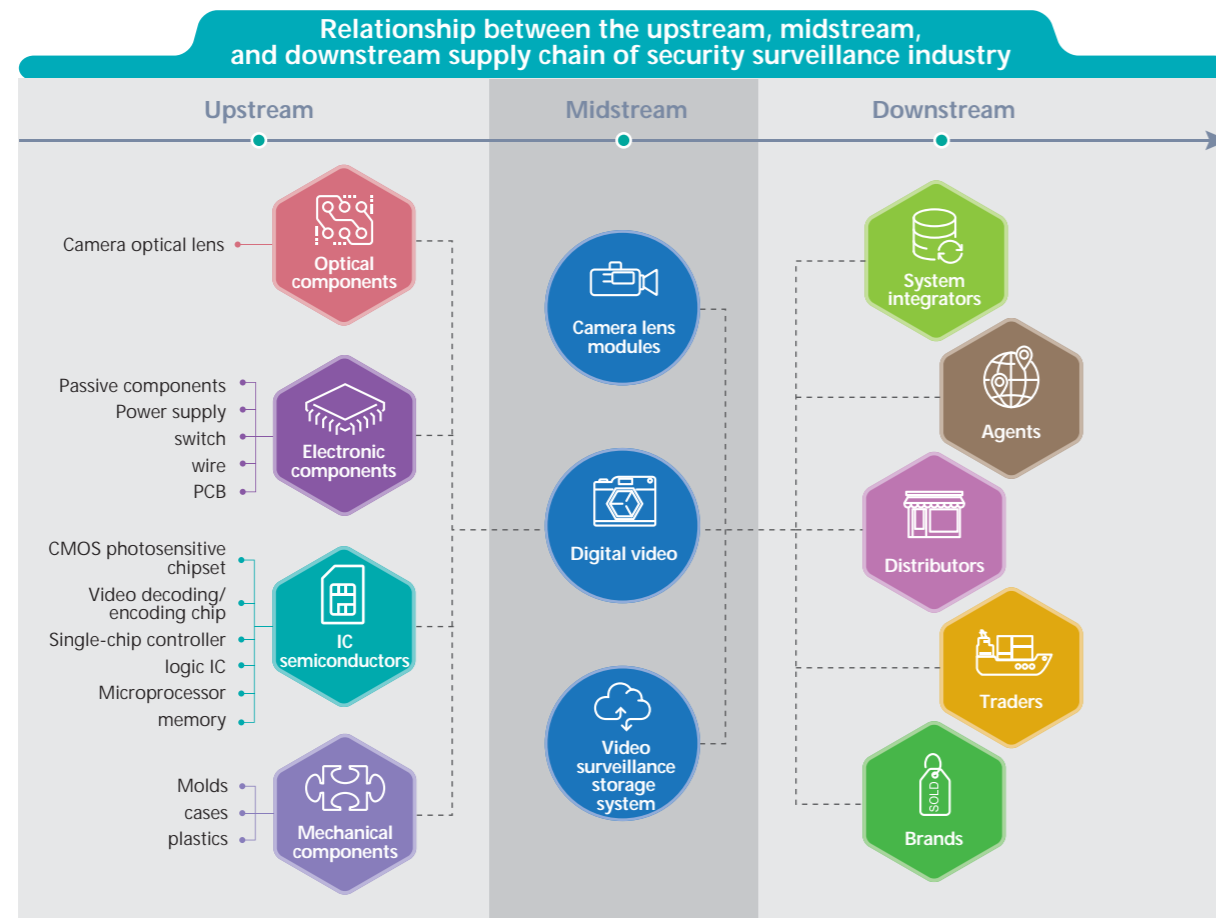 Relationship between the upstream, midstream,
and downstream supply chain of security surveillance industry
Upstream
Midstream
Downstream
Camera optical lens
Optical
components
Passive components
Power supply
switch
wire
PCB
Electronic
components
CMOS photosensitive
chipset
Video decoding/
encoding chip
Single-chip controller
logic IC
Microprocessor
memory
IC
semiconductors
Molds
cases
plastics
Mechanical
components
Camera lens
modules
Digital video
Video
surveillance
storage
system
System
integrators
Agents
Distributors
Traders
SOLD
Brands